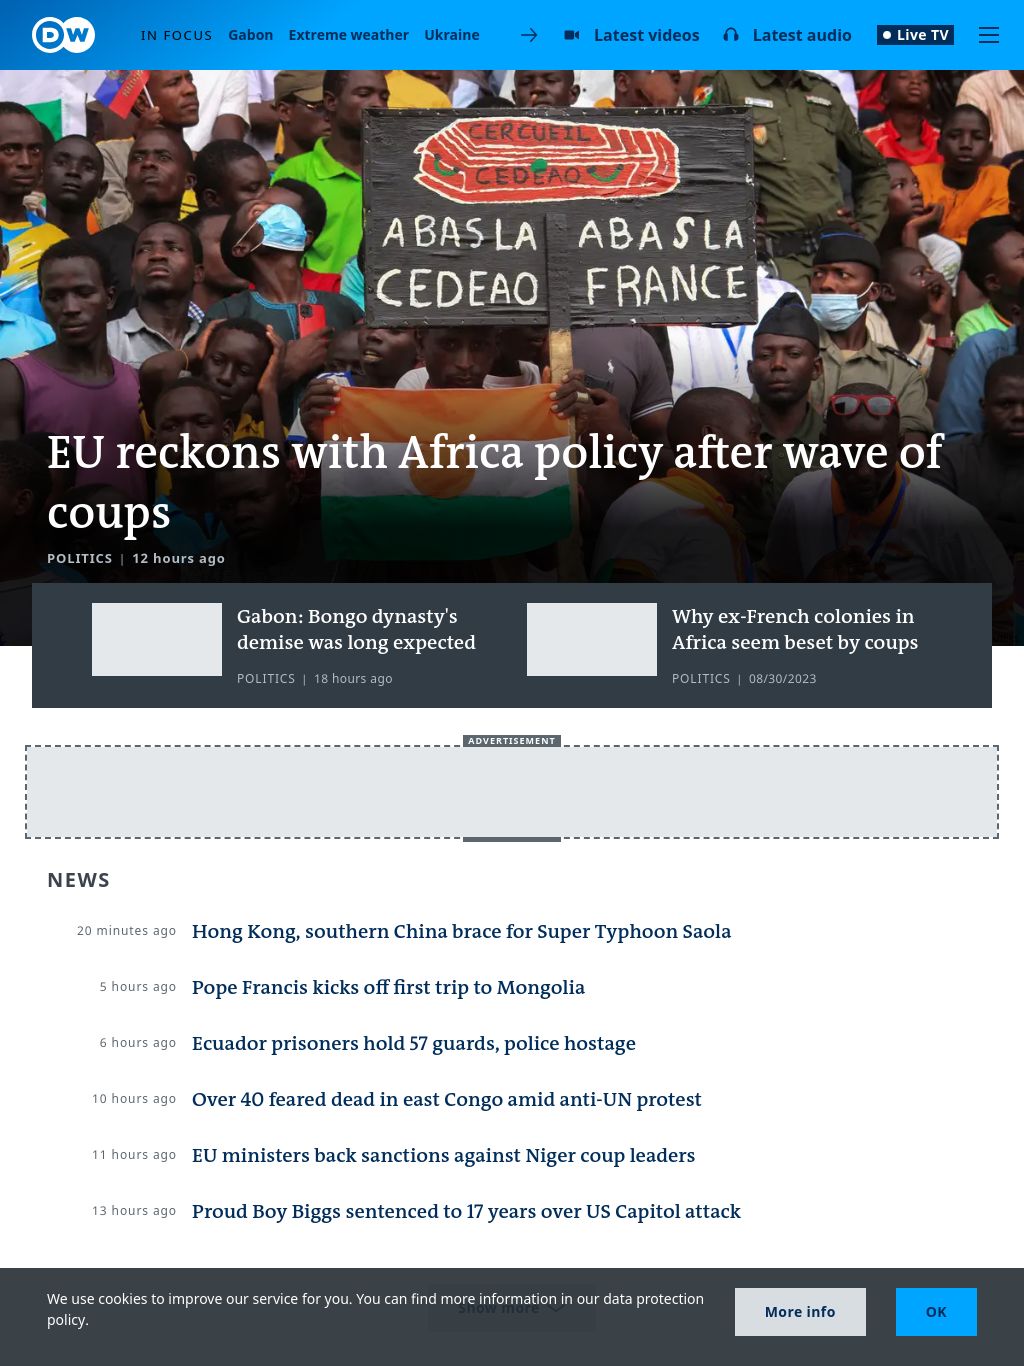 DW
IN FOCUS Gabon Extreme weather Ukraine Latest videos Latest audio Live TV
CERCUEIL
CEDEAO
ABASLA ABASLA
CEDEAO FRANCE
EU reckons with Africa policy after wave of
coups
POLITICS | 12 hours ago
Gabon: Bongo dynasty's
demise was long expected
POLITICS | 18 hours ago
Why ex-French colonies in
Africa seem beset by coups
POLITICS | 08/30/2023
ADVERTISEMENT
NEWS
20 minutes ago Hong Kong, southern China brace for Super Typhoon Saola
5 hours ago Pope Francis kicks off first trip to Mongolia
6 hours ago Ecuador prisoners hold 57 guards, police hostage
10 hours ago Over 40 feared dead in east Congo amid anti-UN protest
11 hours ago EU ministers back sanctions against Niger coup leaders
13 hours ago Proud Boy Biggs sentenced to 17 years over US Capitol attack
Show more
We use cookies to improve our service for you. You can find more information in our data protection
policy.
More info
OK